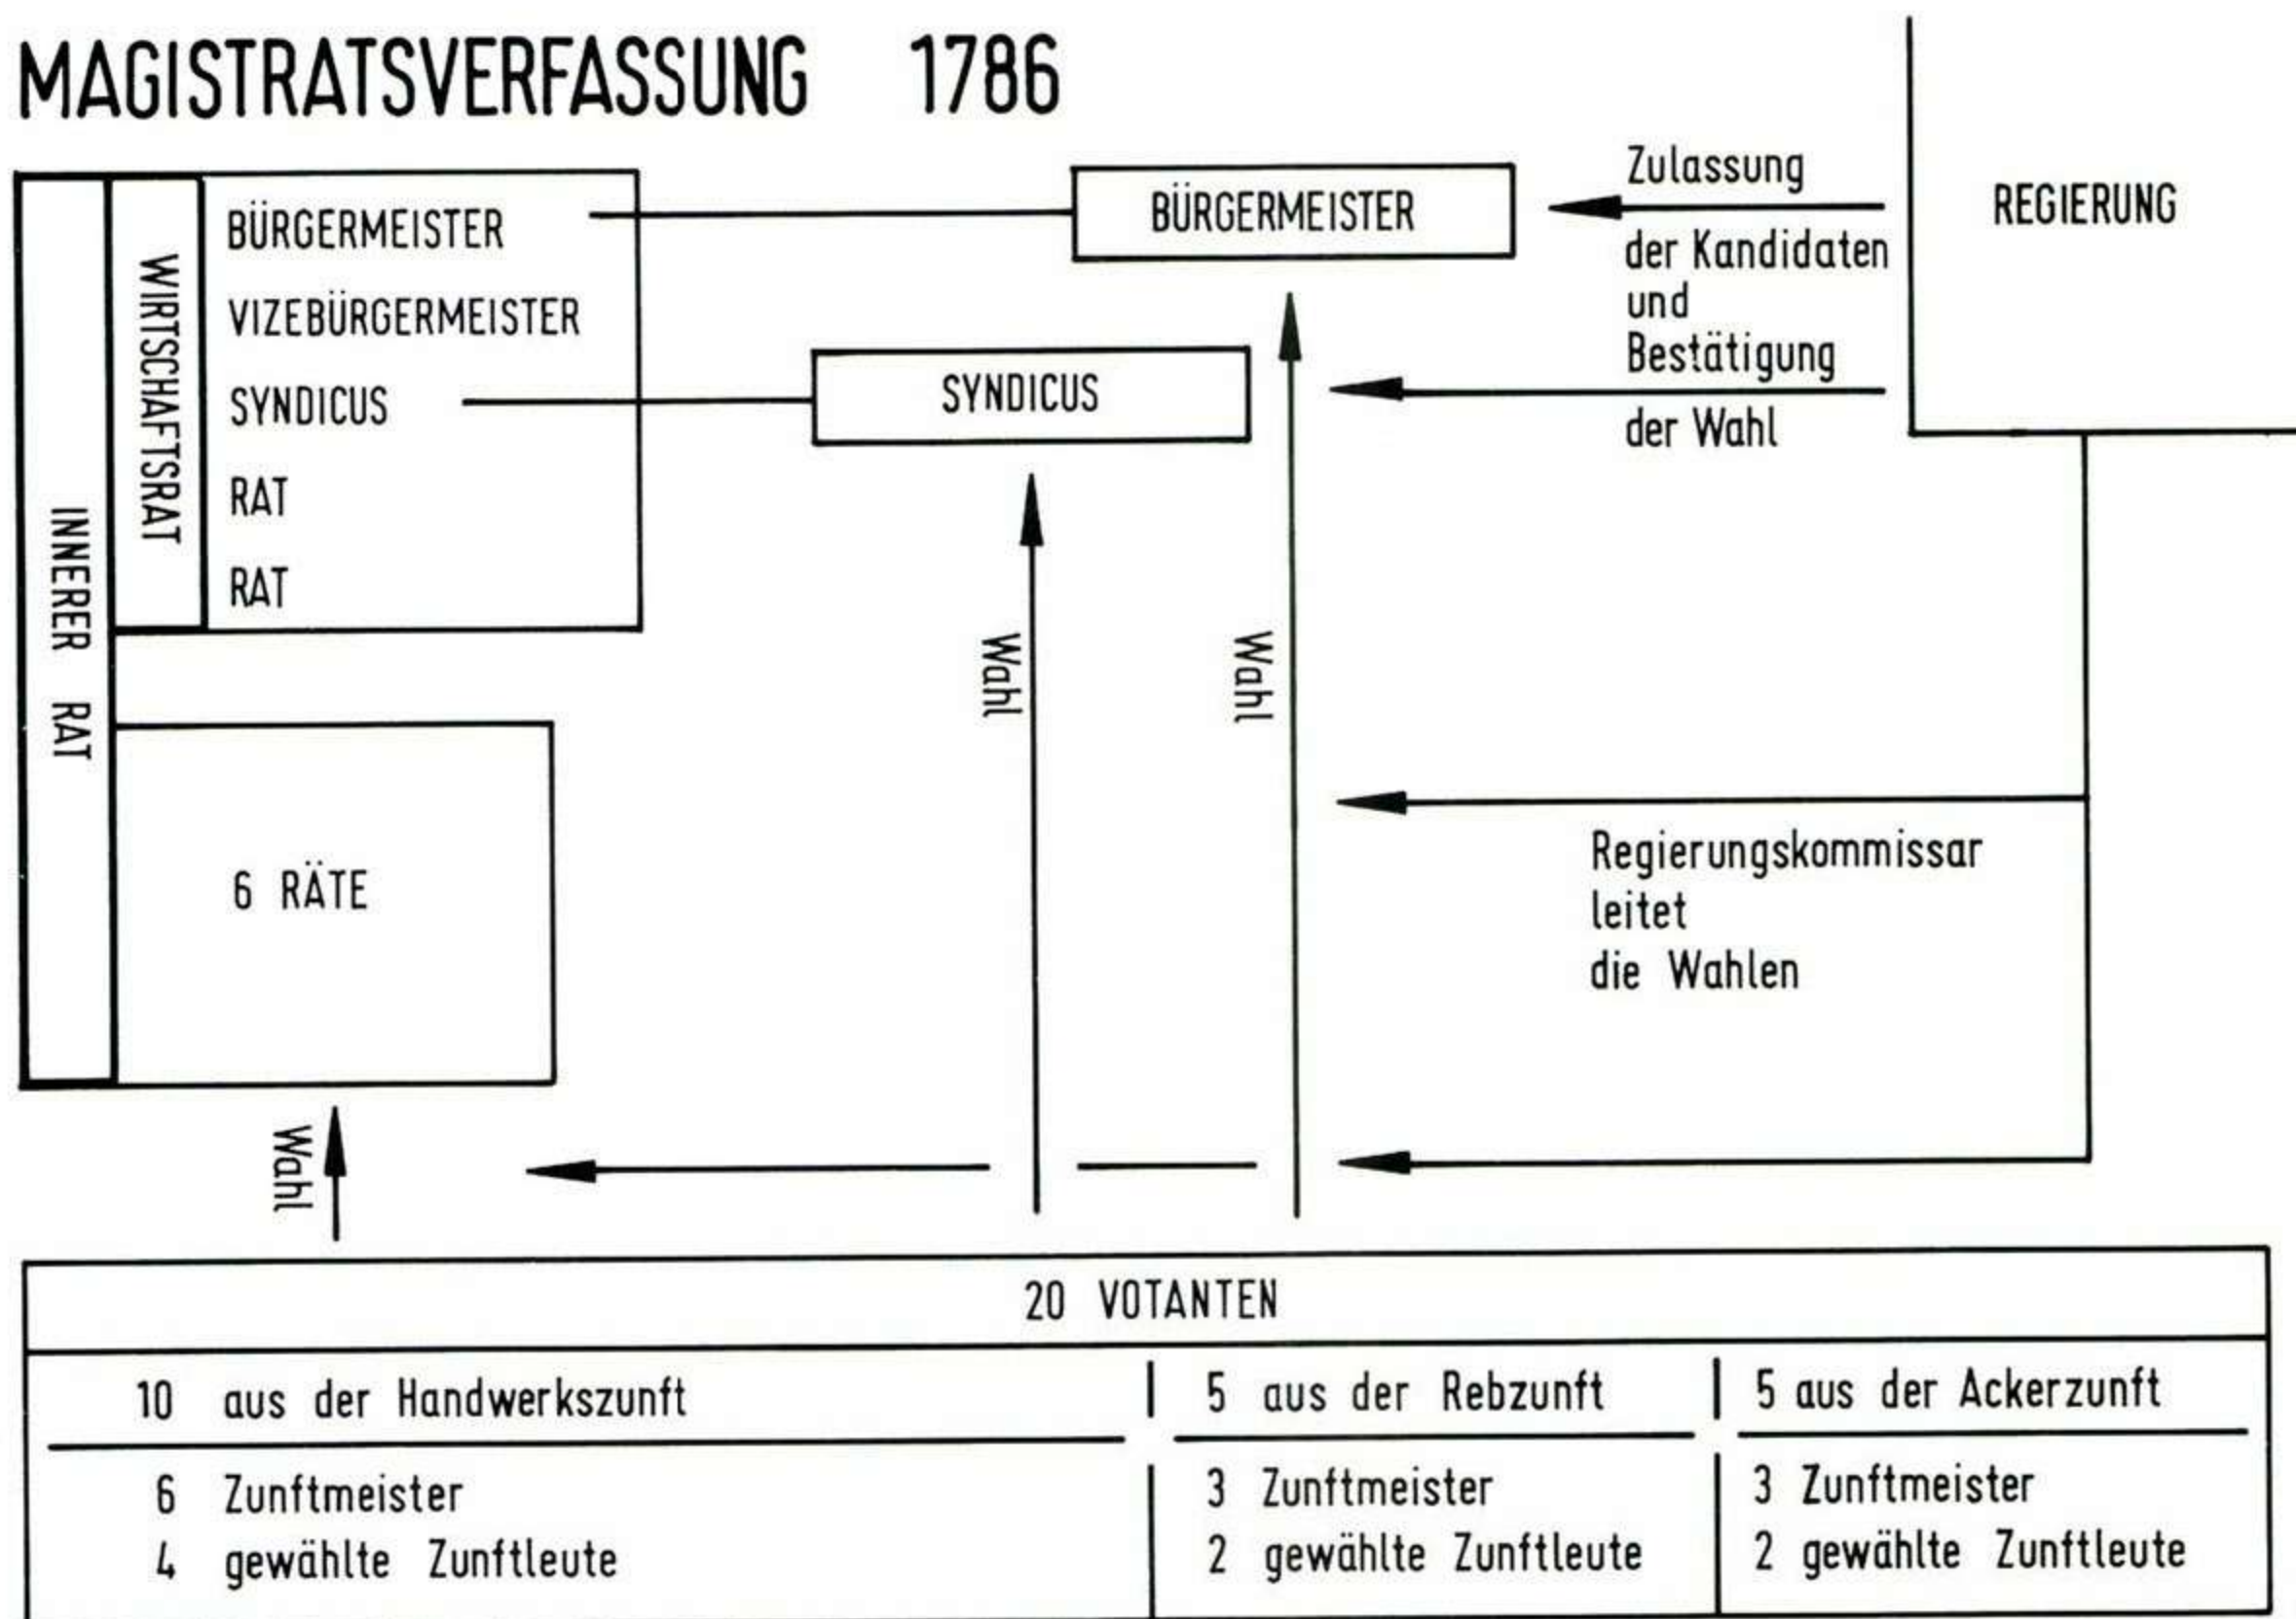 MAGISTRATSVERFASSUNG 1786
INNERER RAT
WIRTSCHAFTSRAT
BÜRGERMEISTER
VIZEBÜRGERMEISTER
SYNDICUS
RAT
RAT
6 RÄTE
BÜRGERMEISTER
SYNDICUS
Zulassung
der Kandidaten
und
Bestätigung
der Wahl
REGIERUNG
Wahl
Wahl
Regierungskommissar
leitet
die Wahlen
Wahl
20 VOTANTEN
10 aus der Handwerkszunft
6 Zunftmeister
4 gewählte Zunftleute
5 aus der Rebzunft
3 Zunftmeister
2 gewählte Zunftleute
5 aus der Ackerzunft
3 Zunftmeister
2 gewählte Zunftleute